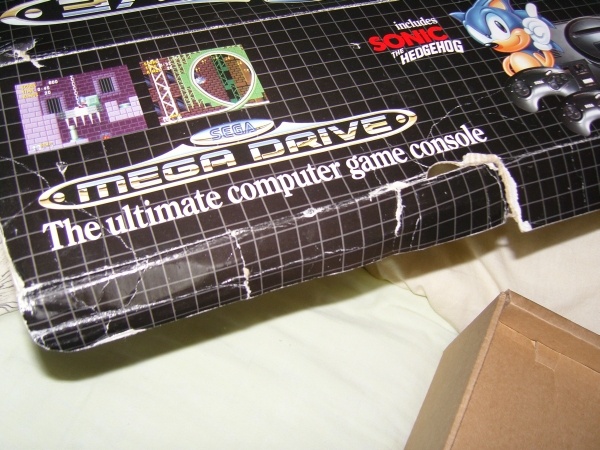 includes
SONIC
THE
HEDGEHOG
SEGA
MEGA DRIVE
The ultimate computer game console